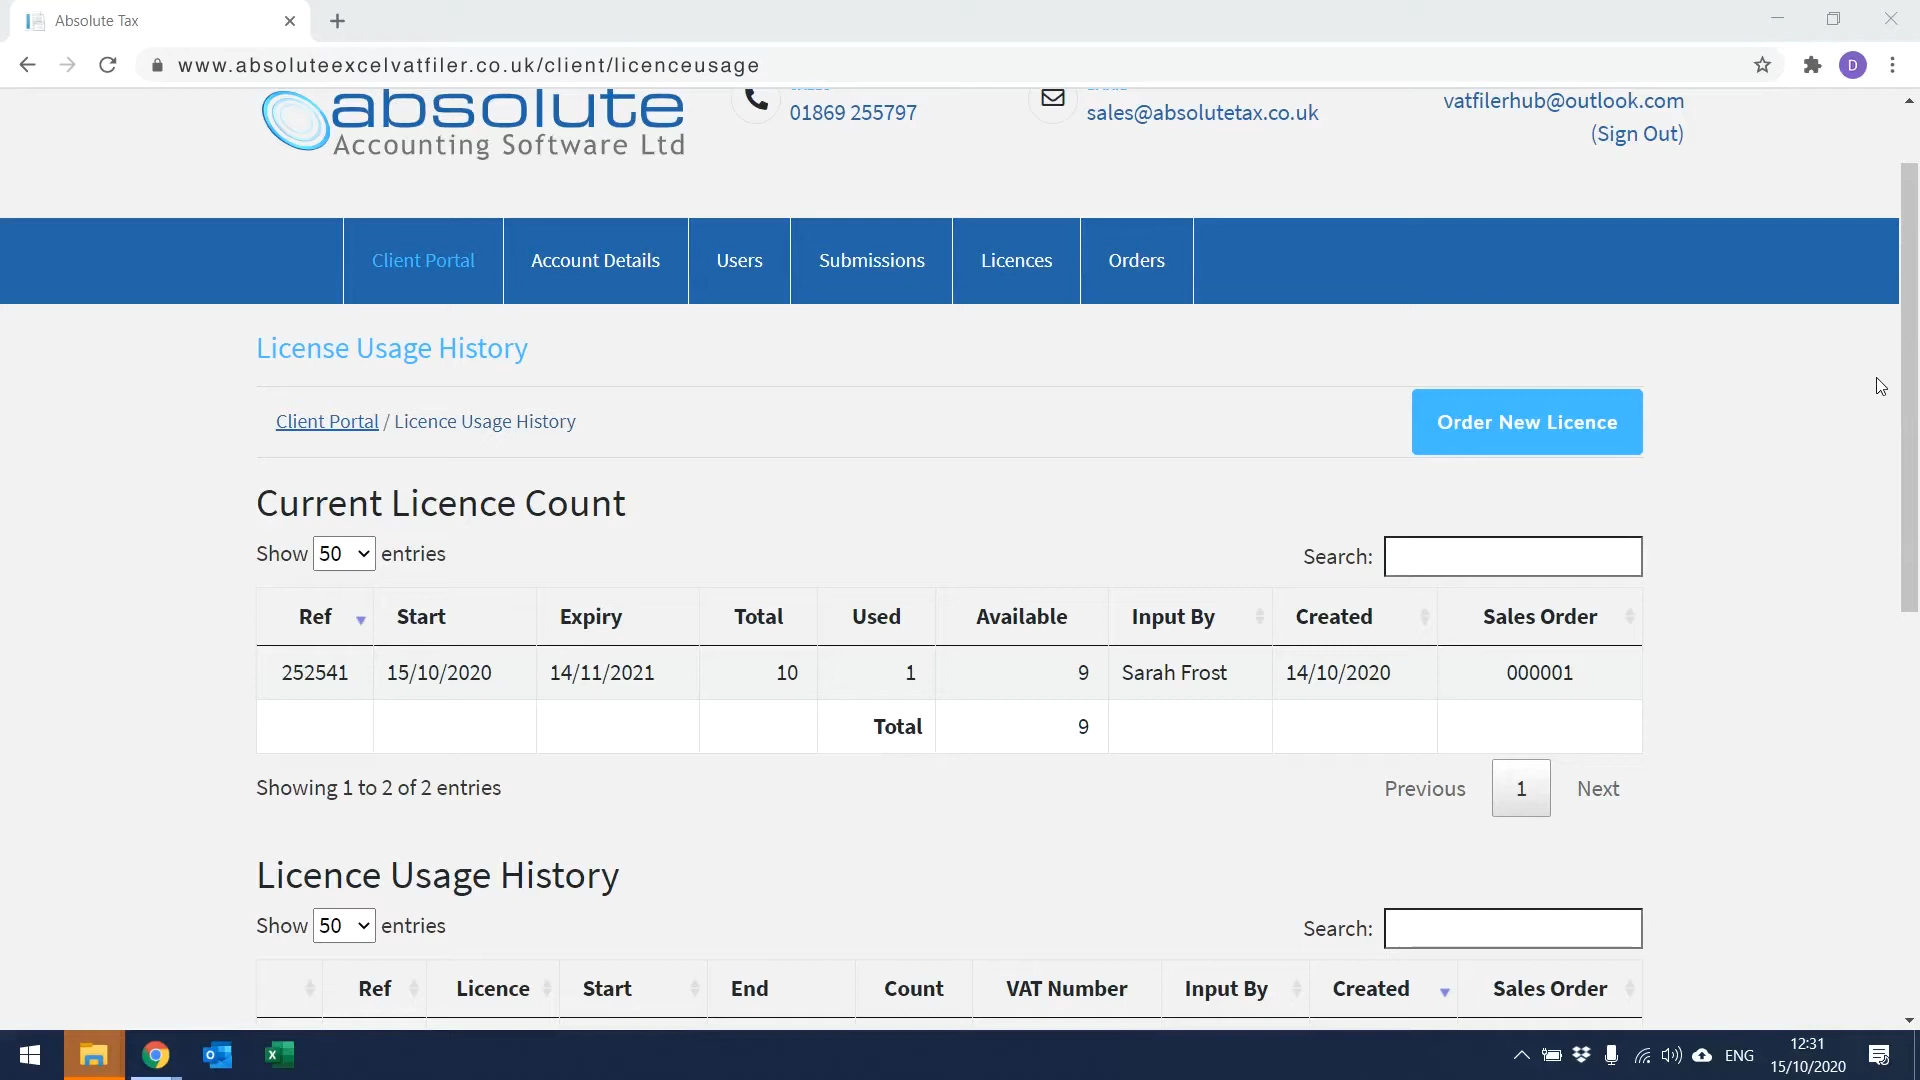 Absolute Tax
www.absoluteexcelvatfiler.co.uk/client/licenceusage
D
absolute
Accounting Software Ltd
01869 255797
sales@absolutetax.co.uk
vatfilerhub@outlook.com
(Sign Out)
Client Portal Account Details Users Submissions Licences Orders
License Usage History
Client Portal / Licence Usage History
Order New Licence
Current Licence Count
Show 50 entries
Search:
Ref Start Expiry Total Used Available Input By Created Sales Order
252541 15/10/2020 14/11/2021 10 1 9 Sarah Frost 14/10/2020 000001
Total 9
Showing 1 to 2 of 2 entries
Previous 1 Next
Licence Usage History
Show 50 entries
Search:
Ref Licence Start End Count VAT Number Input By Created Sales Order
ENG
12:31
15/10/2020